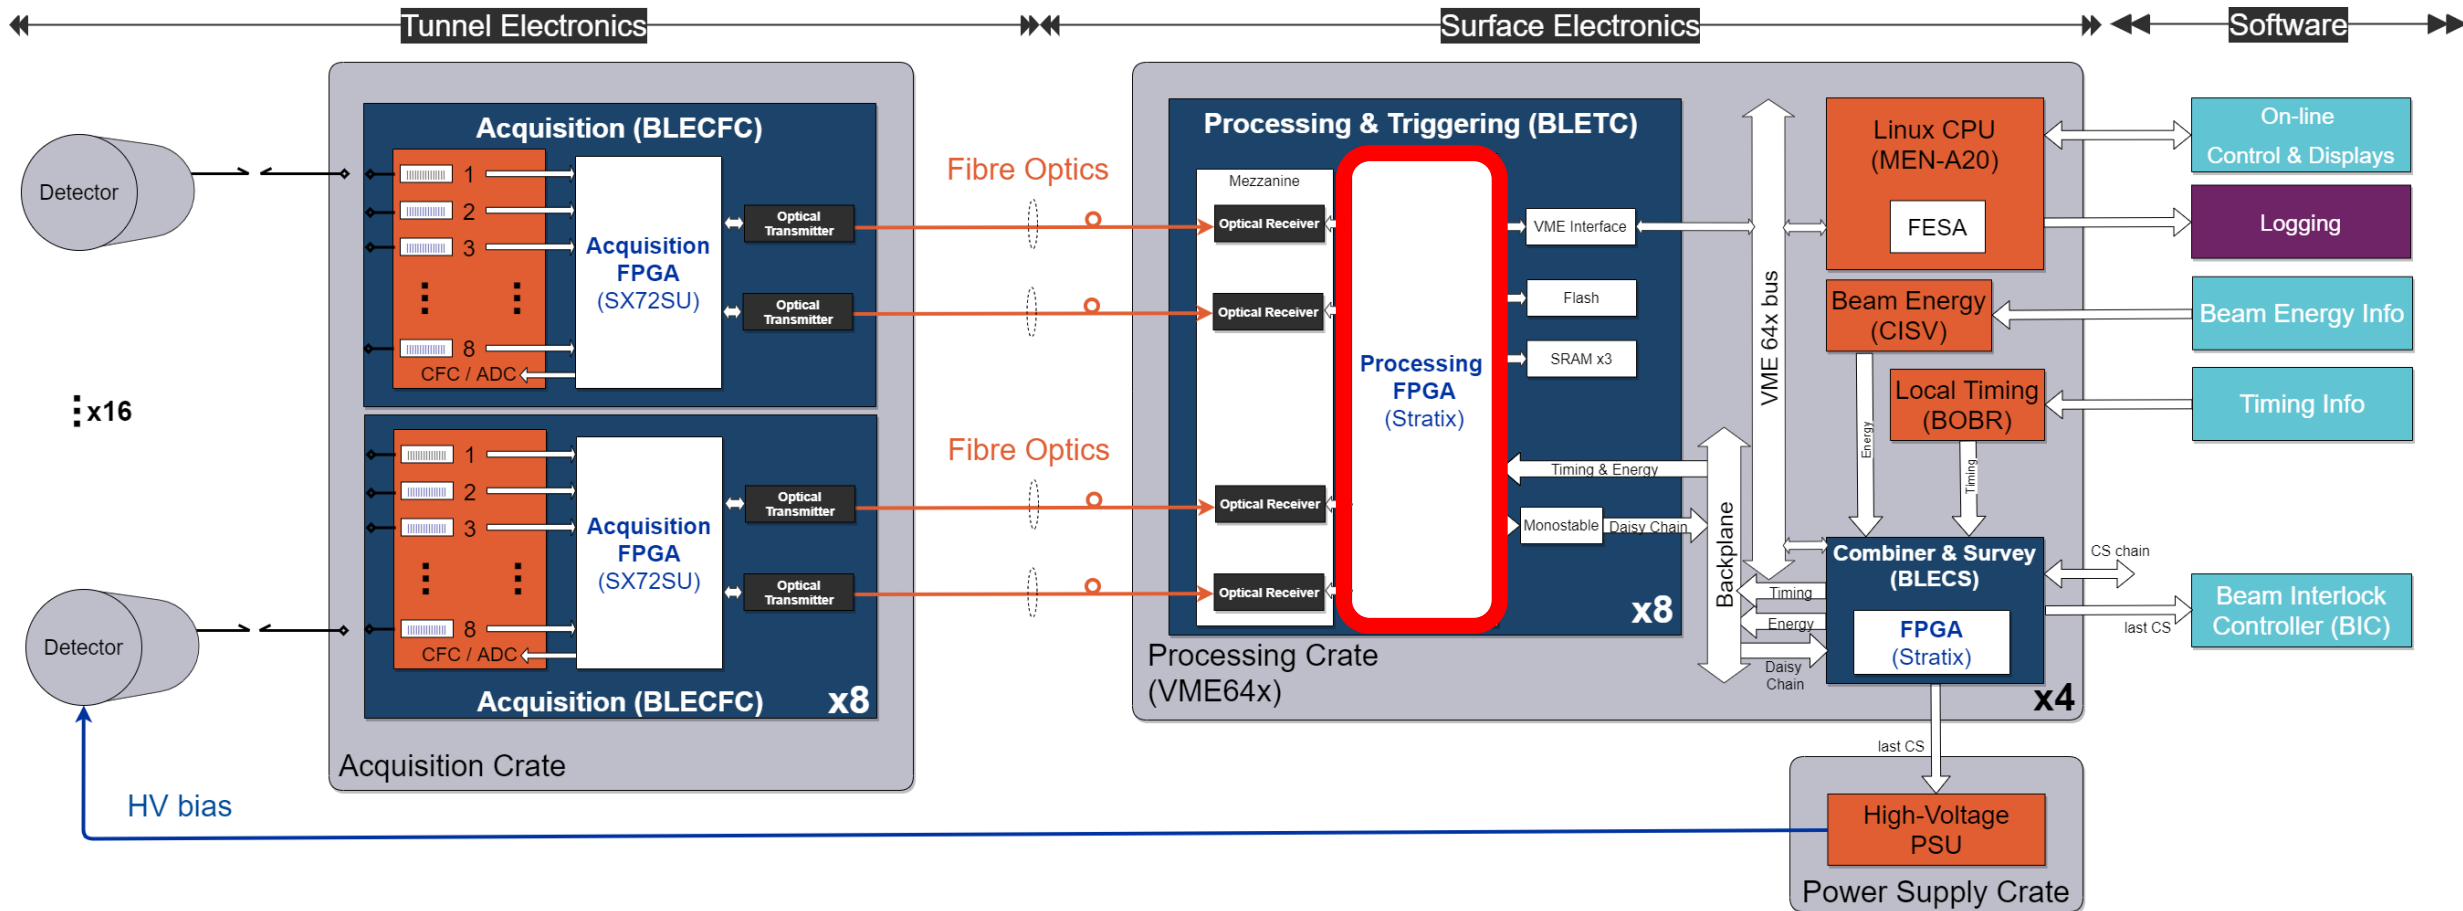 Tunnel Electronics
Surface Electronics
Software
Detector
x16
Detector
HV bias
Acquisition (BLECFC)
1
2
3
8
CFC / ADC
Acquisition
FPGA
(SX72SU)
Optical
Transmitter
Optical
Transmitter
1
2
3
8
CFC / ADC
Acquisition
FPGA
(SX72SU)
Optical
Transmitter
Optical
Transmitter
Acquisition (BLECFC)
x8
Acquisition Crate
Fibre Optics
Fibre Optics
Processing & Triggering (BLETC)
Mezzanine
Optical Receiver
Optical Receiver
Optical Receiver
Optical Receiver
Processing
FPGA
(Stratix)
VME Interface
Flash
SRAM x3
Timing & Energy
Monostable
Daisy Chain
x8
Processing Crate
(VME64x)
VME 64x bus
Backplane
Linux CPU
(MEN-A20)
FESA
Beam Energy
(CISV)
Local Timing
(BOBR)
Energy
Timing
Combiner & Survey
(BLECS)
FPGA
(Stratix)
Timing
Energy
Daisy
Chain
x4
CS chain
last CS
last CS
High-Voltage
PSU
Power Supply Crate
On-line
Control & Displays
Logging
Beam Energy Info
Timing Info
Beam Interlock
Controller (BIC)